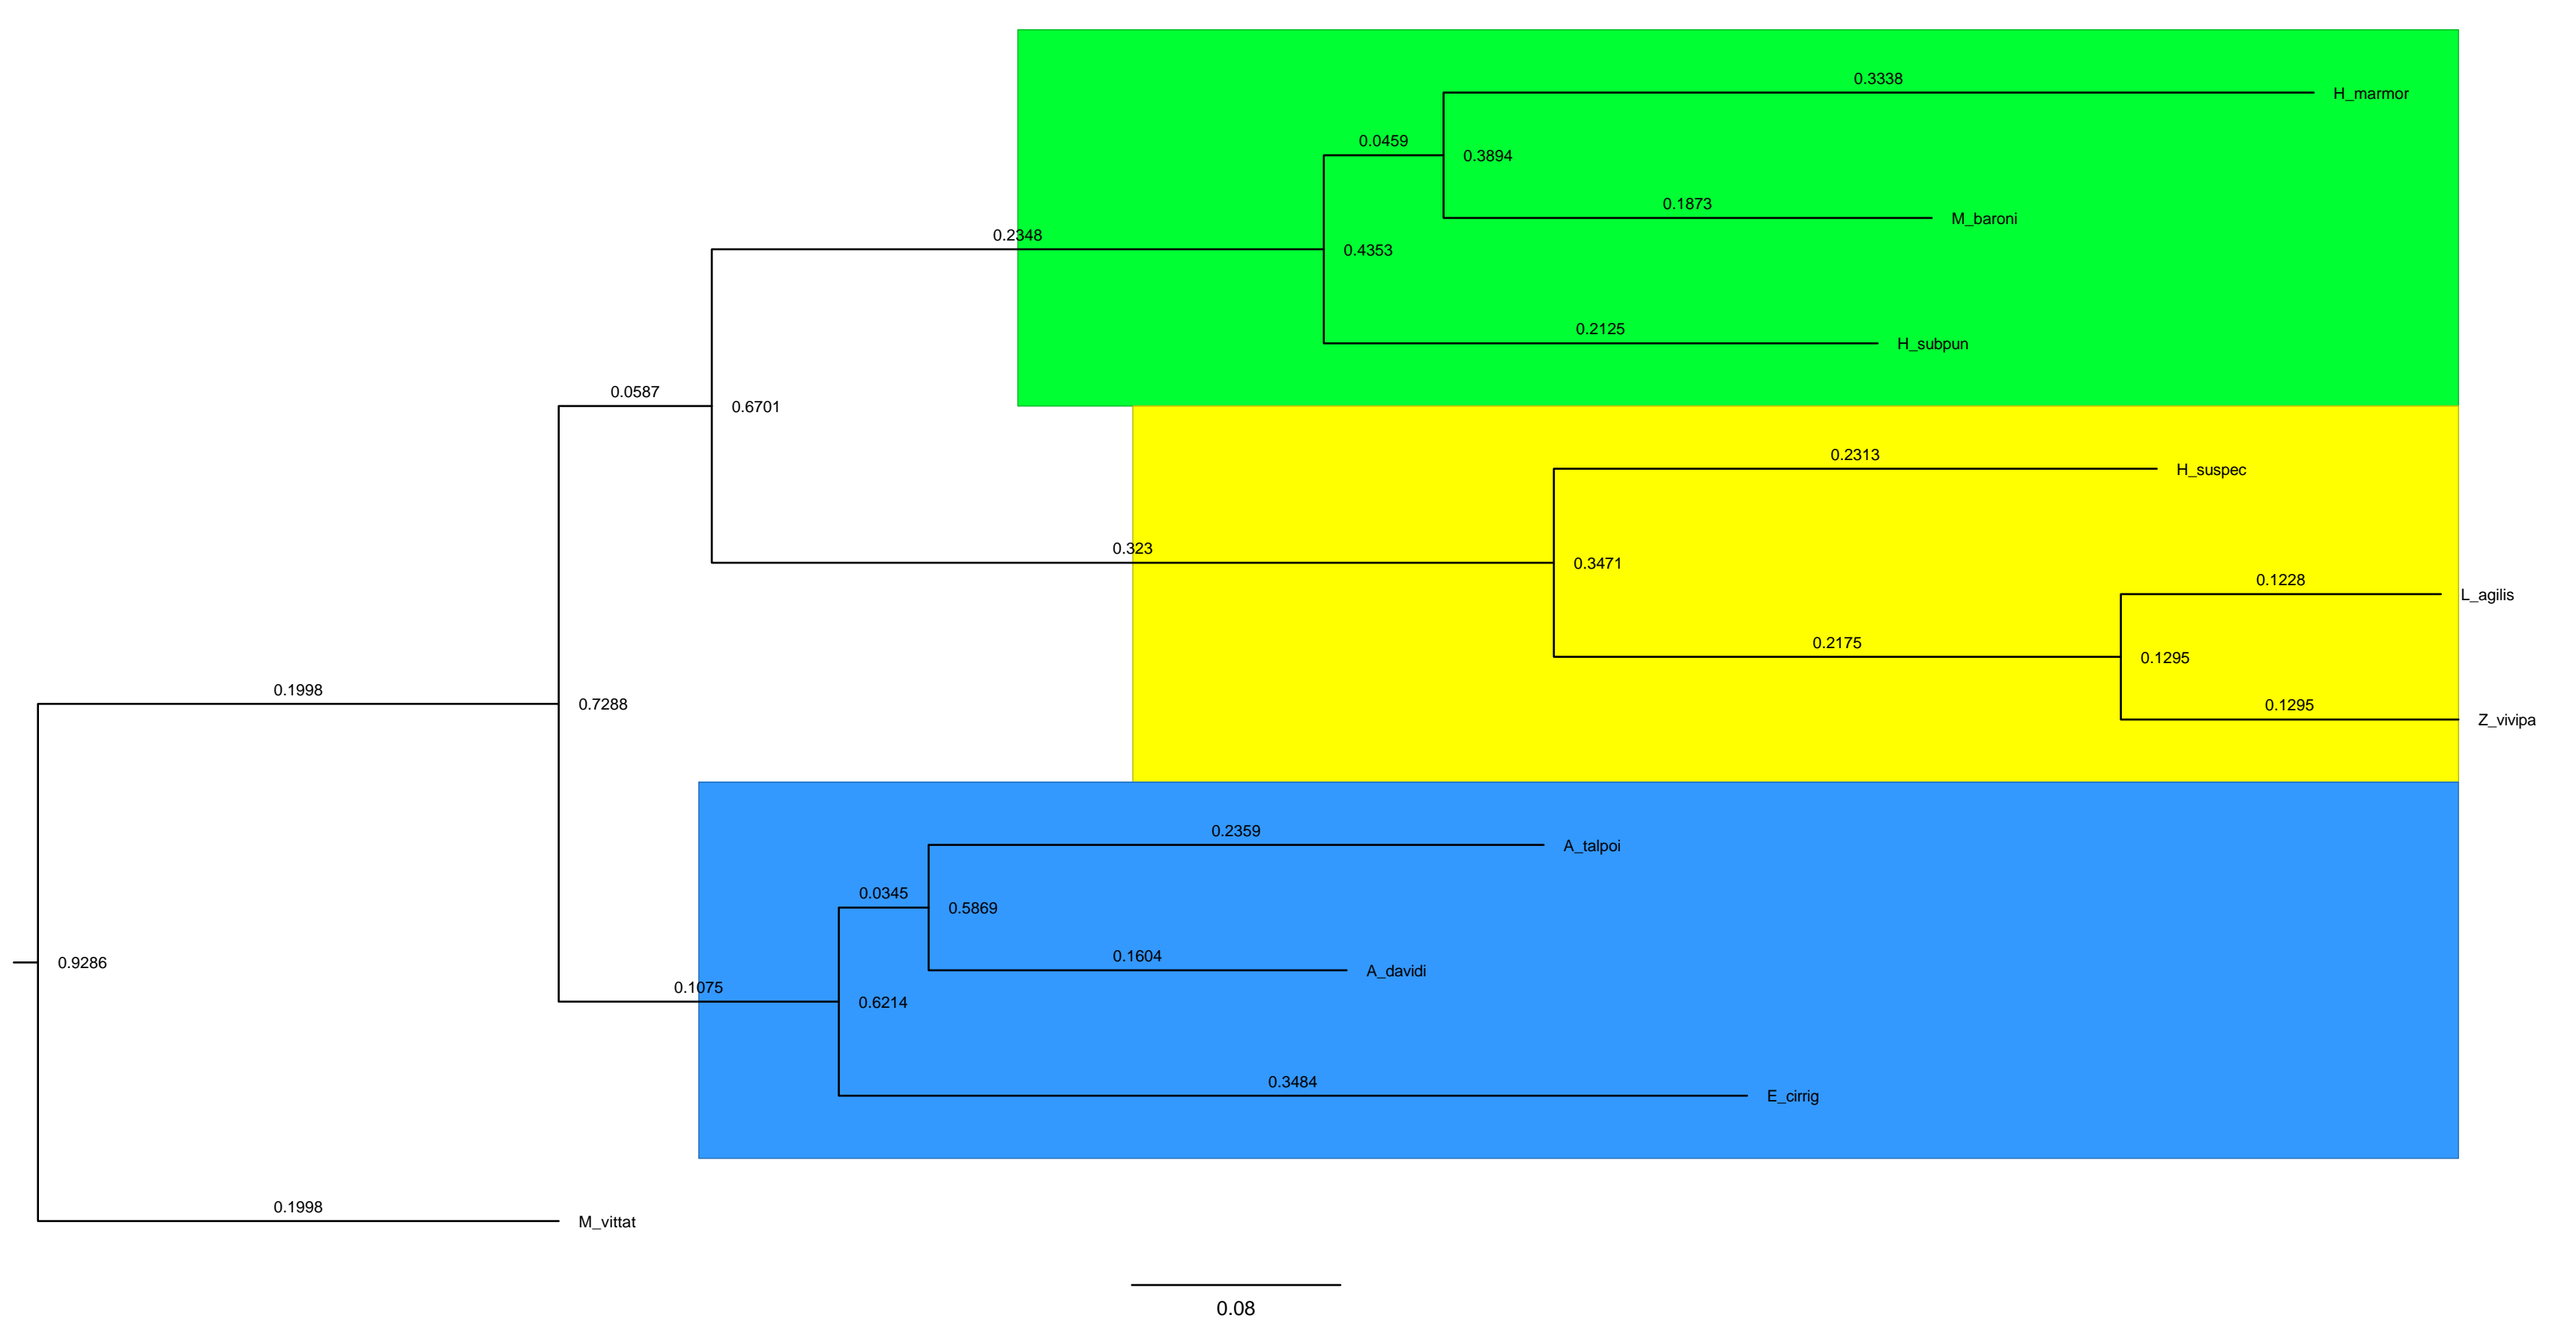 0.3338
H_marmor
0.0459
0.3894
0.1873
M_baroni
0.2348
0.4353
0.2125
H_subpun
0.0587
0.6701
0.2313
H_suspec
0.323
0.3471
0.1228
L_agilis
0.2175
0.1295
0.1295
Z_vivipa
0.1998
0.7288
0.2359
A_talpoi
0.0345
0.5869
0.1604
A_davidi
0.9286
0.1075
0.6214
0.3484
E_cirrig
0.1998
M_vittat
0.08